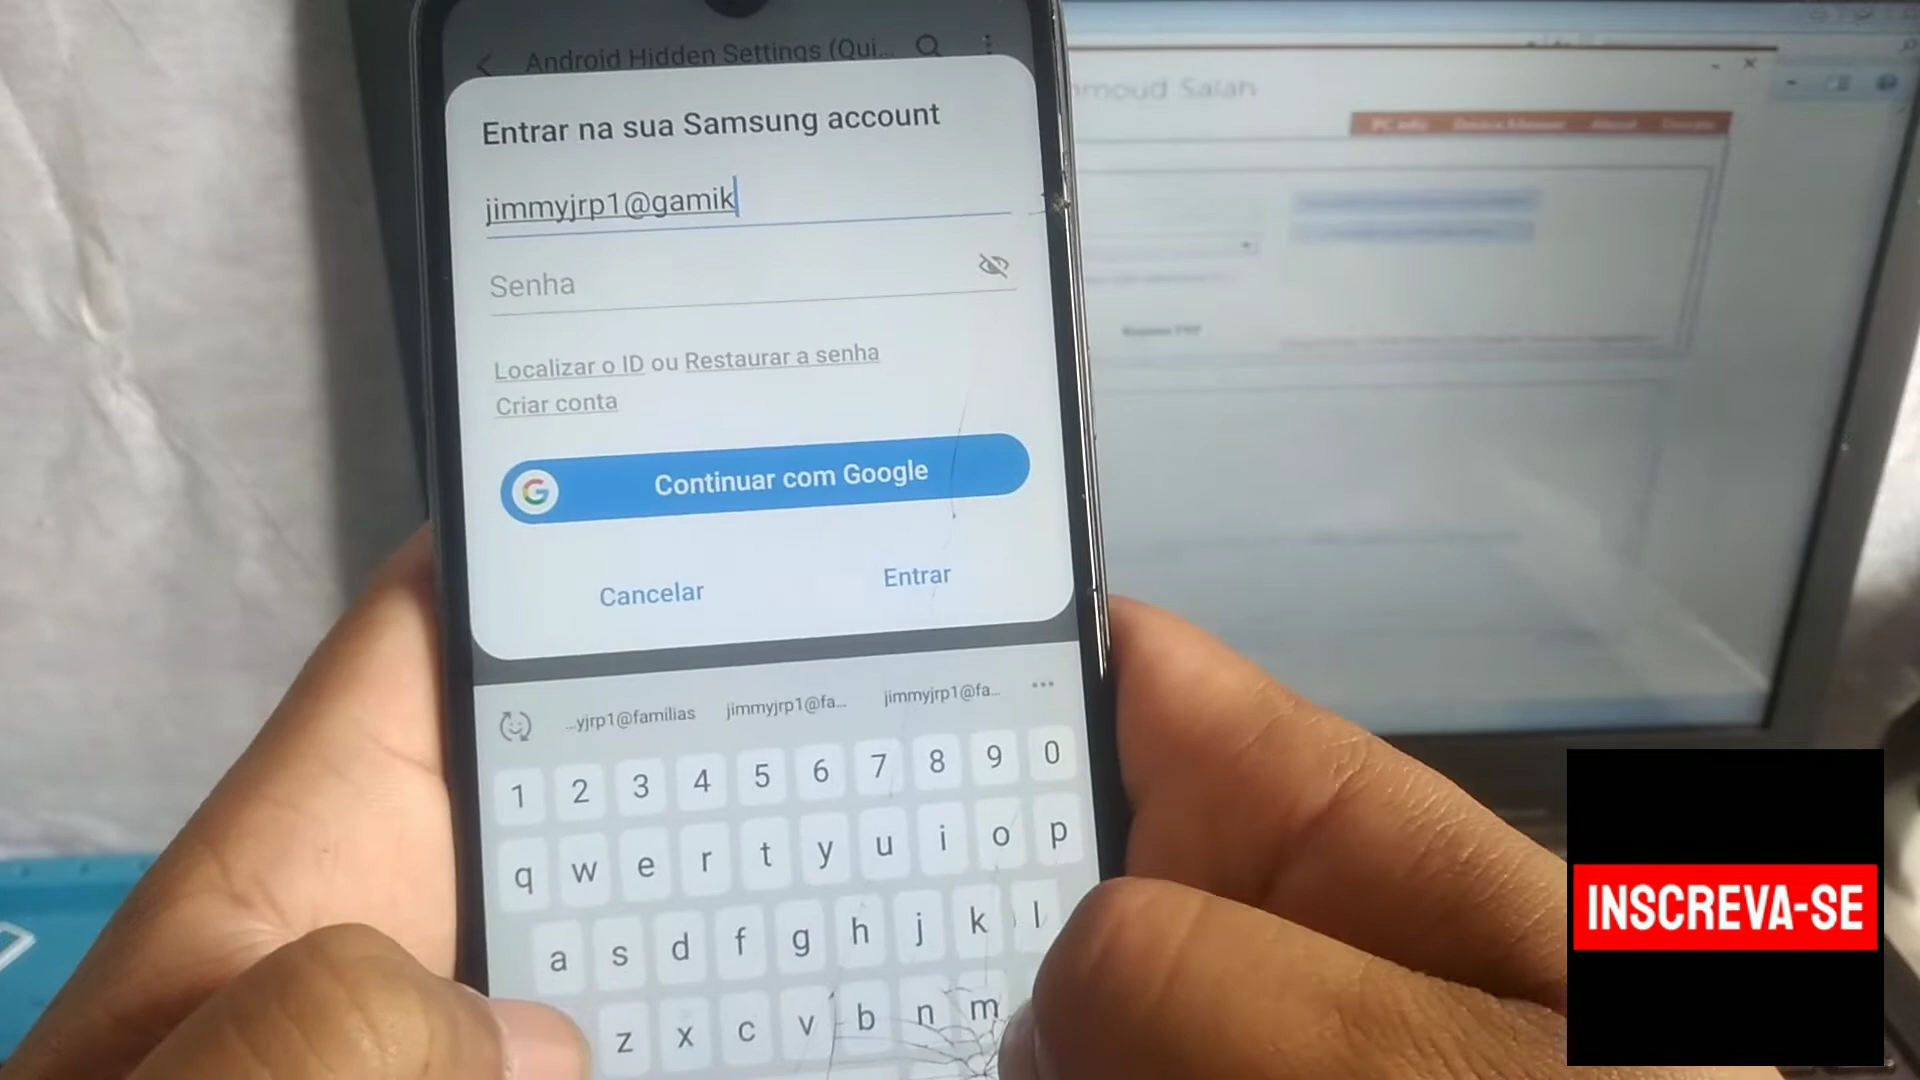 Android Hidden Settings (Qui...
Entrar na sua Samsung account
jimmyjrp1@gamik
Senha
Localizar o ID ou Restaurar a senha
Criar conta
G Continuar com Google
Cancelar Entrar
...yjrp1@familias jimmyjrp1@fa... jimmyjrp1@fa... ...
1 2 3 4 5 6 7 8 9 0
q w e r t y u i o p
a s d f g h j k l
z x c v b n m
moud Salah
INSCREVA-SE